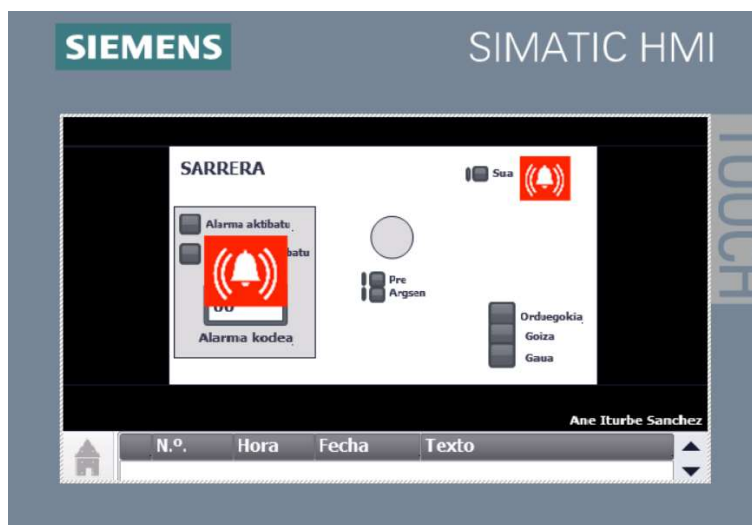 SIEMENS
SIMATIC HMI
TOUCH
SARRERA
Sua
Alarma aktibatu
batu
Pre
Argsen
Alarma kodea
Orduegokia
Goiza
Gaua
Ane Iturbe Sanchez
N.º. Hora Fecha Texto